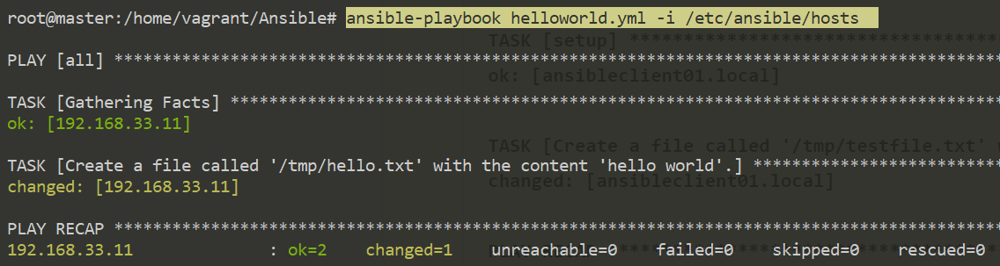 root@master:/home/vagrant/Ansible# ansible-playbook helloworld.yml -i /etc/ansible/hosts
TASK [setup] **************************************
PLAY [all] ********************************************************************************************
ok: [ansibleclient01.local]
TASK [Gathering Facts] ********************************************************************************
ok: [192.168.33.11]
TASK [Create a file called '/tmp/testfile.txt' w
TASK [Create a file called '/tmp/hello.txt' with the content 'hello world'.] **************************
changed: [192.168.33.11]
changed: [ansibleclient01.local]
PLAY RECAP ********************************************************************************************
192.168.33.11 : ok=2 changed=1 unreachable=0 failed=0 skipped=0 rescued=0